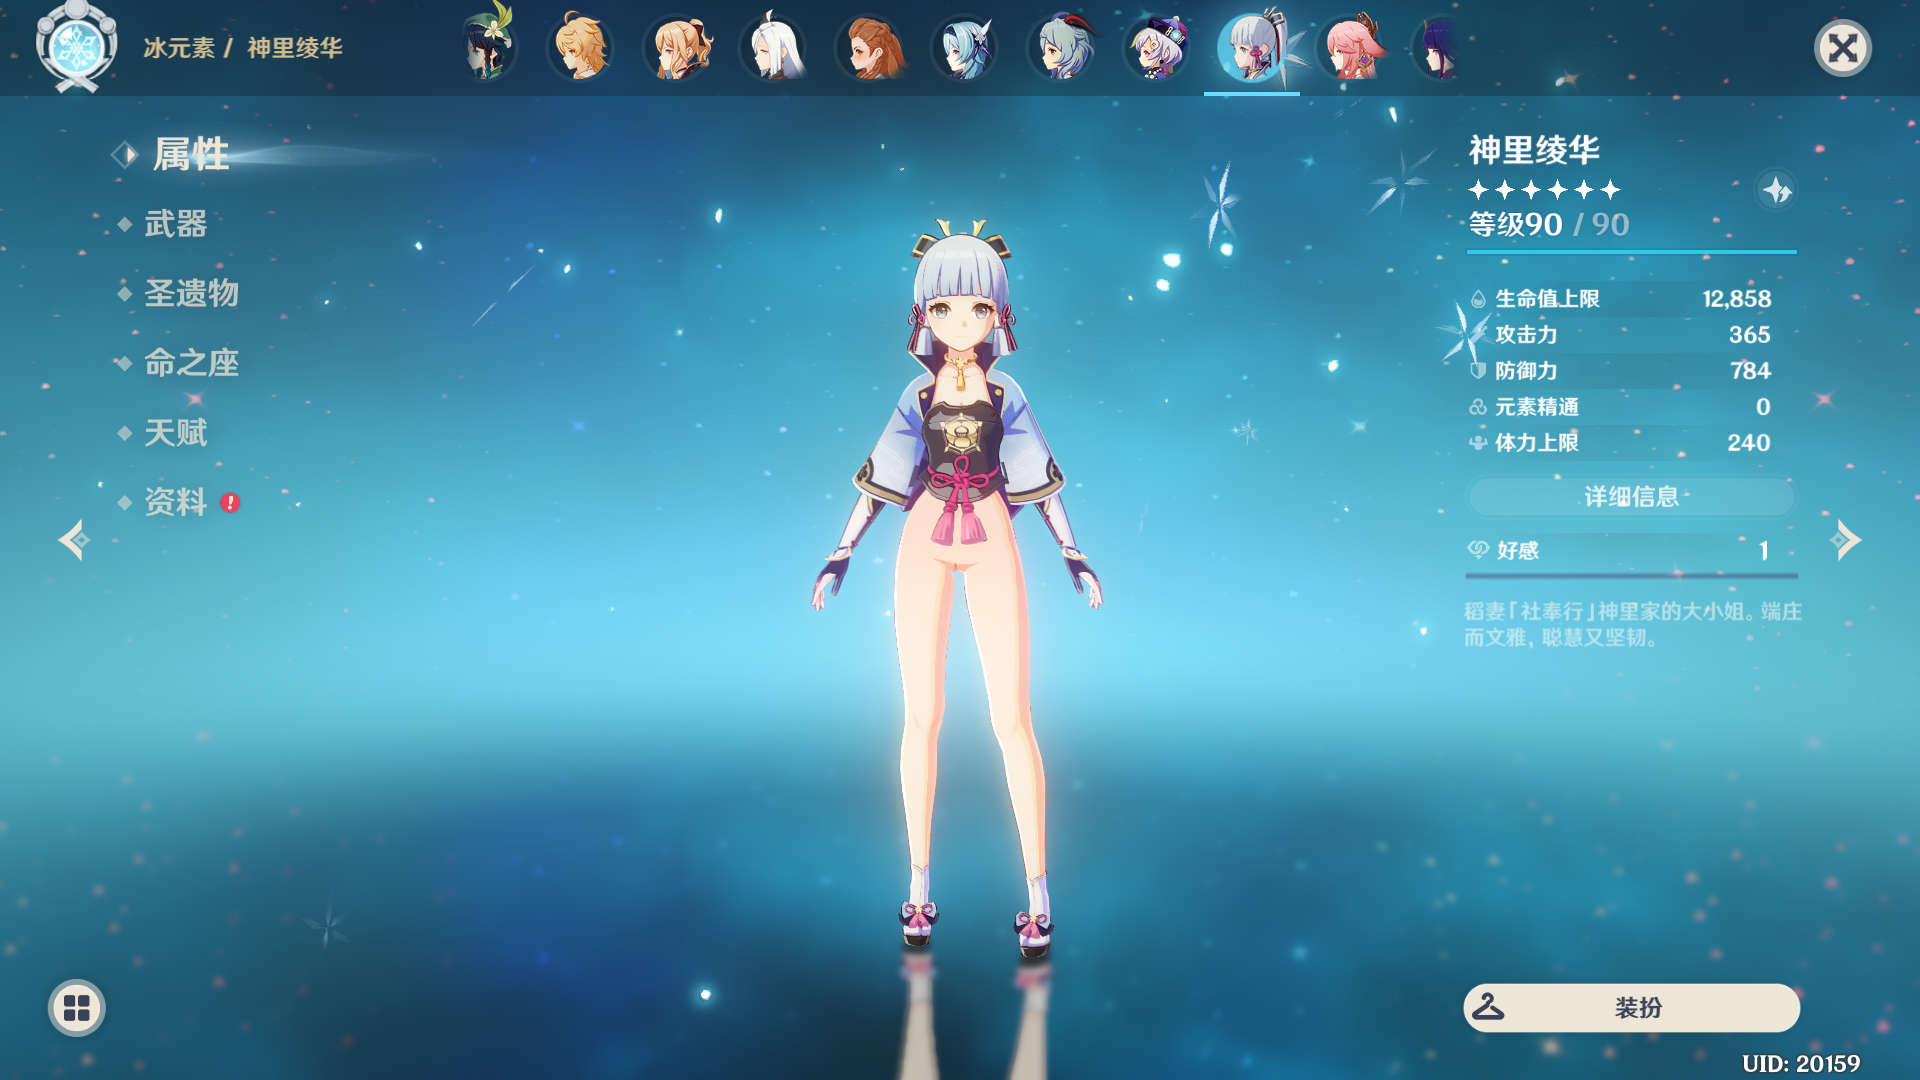 冰元素 / 神里绫华
属性
武器
圣遗物
命之座
天赋
资料
神里绫华
等级90 / 90
生命值上限 12,858
攻击力 365
防御力 784
元素精通 0
体力上限 240
详细信息
好感 1
稻妻「社奉行」神里家的大小姐。端庄
而文雅，聪慧又坚韧。
装扮
UID: 20159